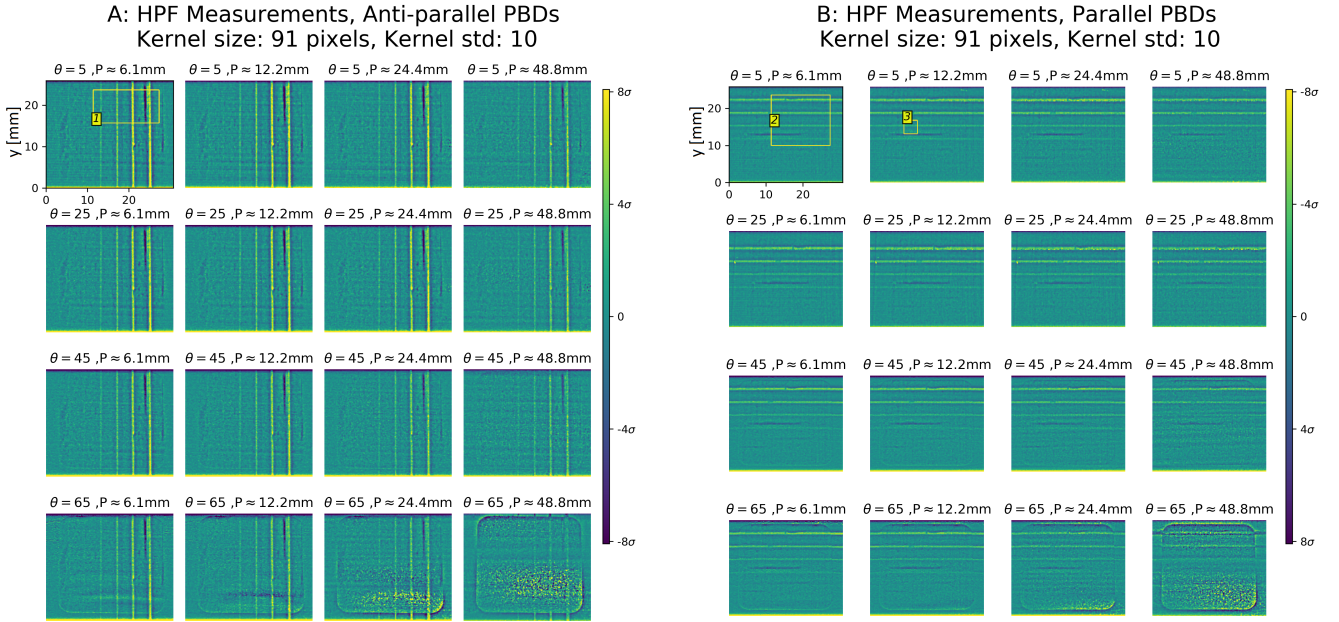 A: HPF Measurements, Anti-parallel PBDs
Kernel size: 91 pixels, Kernel std: 10
θ = 5 ,P ≈ 6.1mm
θ = 5 ,P ≈ 12.2mm
θ = 5 ,P ≈ 24.4mm
θ = 5 ,P ≈ 48.8mm
y [mm]
20
10
0
0
10
20
1
θ = 25 ,P ≈ 6.1mm
θ = 25 ,P ≈ 12.2mm
θ = 25 ,P ≈ 24.4mm
θ = 25 ,P ≈ 48.8mm
θ = 45 ,P ≈ 6.1mm
θ = 45 ,P ≈ 12.2mm
θ = 45 ,P ≈ 24.4mm
θ = 45 ,P ≈ 48.8mm
θ = 65 ,P ≈ 6.1mm
θ = 65 ,P ≈ 12.2mm
θ = 65 ,P ≈ 24.4mm
θ = 65 ,P ≈ 48.8mm
8σ
4σ
0
-4σ
-8σ
B: HPF Measurements, Parallel PBDs
Kernel size: 91 pixels, Kernel std: 10
θ = 5 ,P ≈ 6.1mm
θ = 5 ,P ≈ 12.2mm
θ = 5 ,P ≈ 24.4mm
θ = 5 ,P ≈ 48.8mm
y [mm]
20
10
0
0
10
20
2
3
θ = 25 ,P ≈ 6.1mm
θ = 25 ,P ≈ 12.2mm
θ = 25 ,P ≈ 24.4mm
θ = 25 ,P ≈ 48.8mm
θ = 45 ,P ≈ 6.1mm
θ = 45 ,P ≈ 12.2mm
θ = 45 ,P ≈ 24.4mm
θ = 45 ,P ≈ 48.8mm
θ = 65 ,P ≈ 6.1mm
θ = 65 ,P ≈ 12.2mm
θ = 65 ,P ≈ 24.4mm
θ = 65 ,P ≈ 48.8mm
-8σ
-4σ
0
4σ
8σ